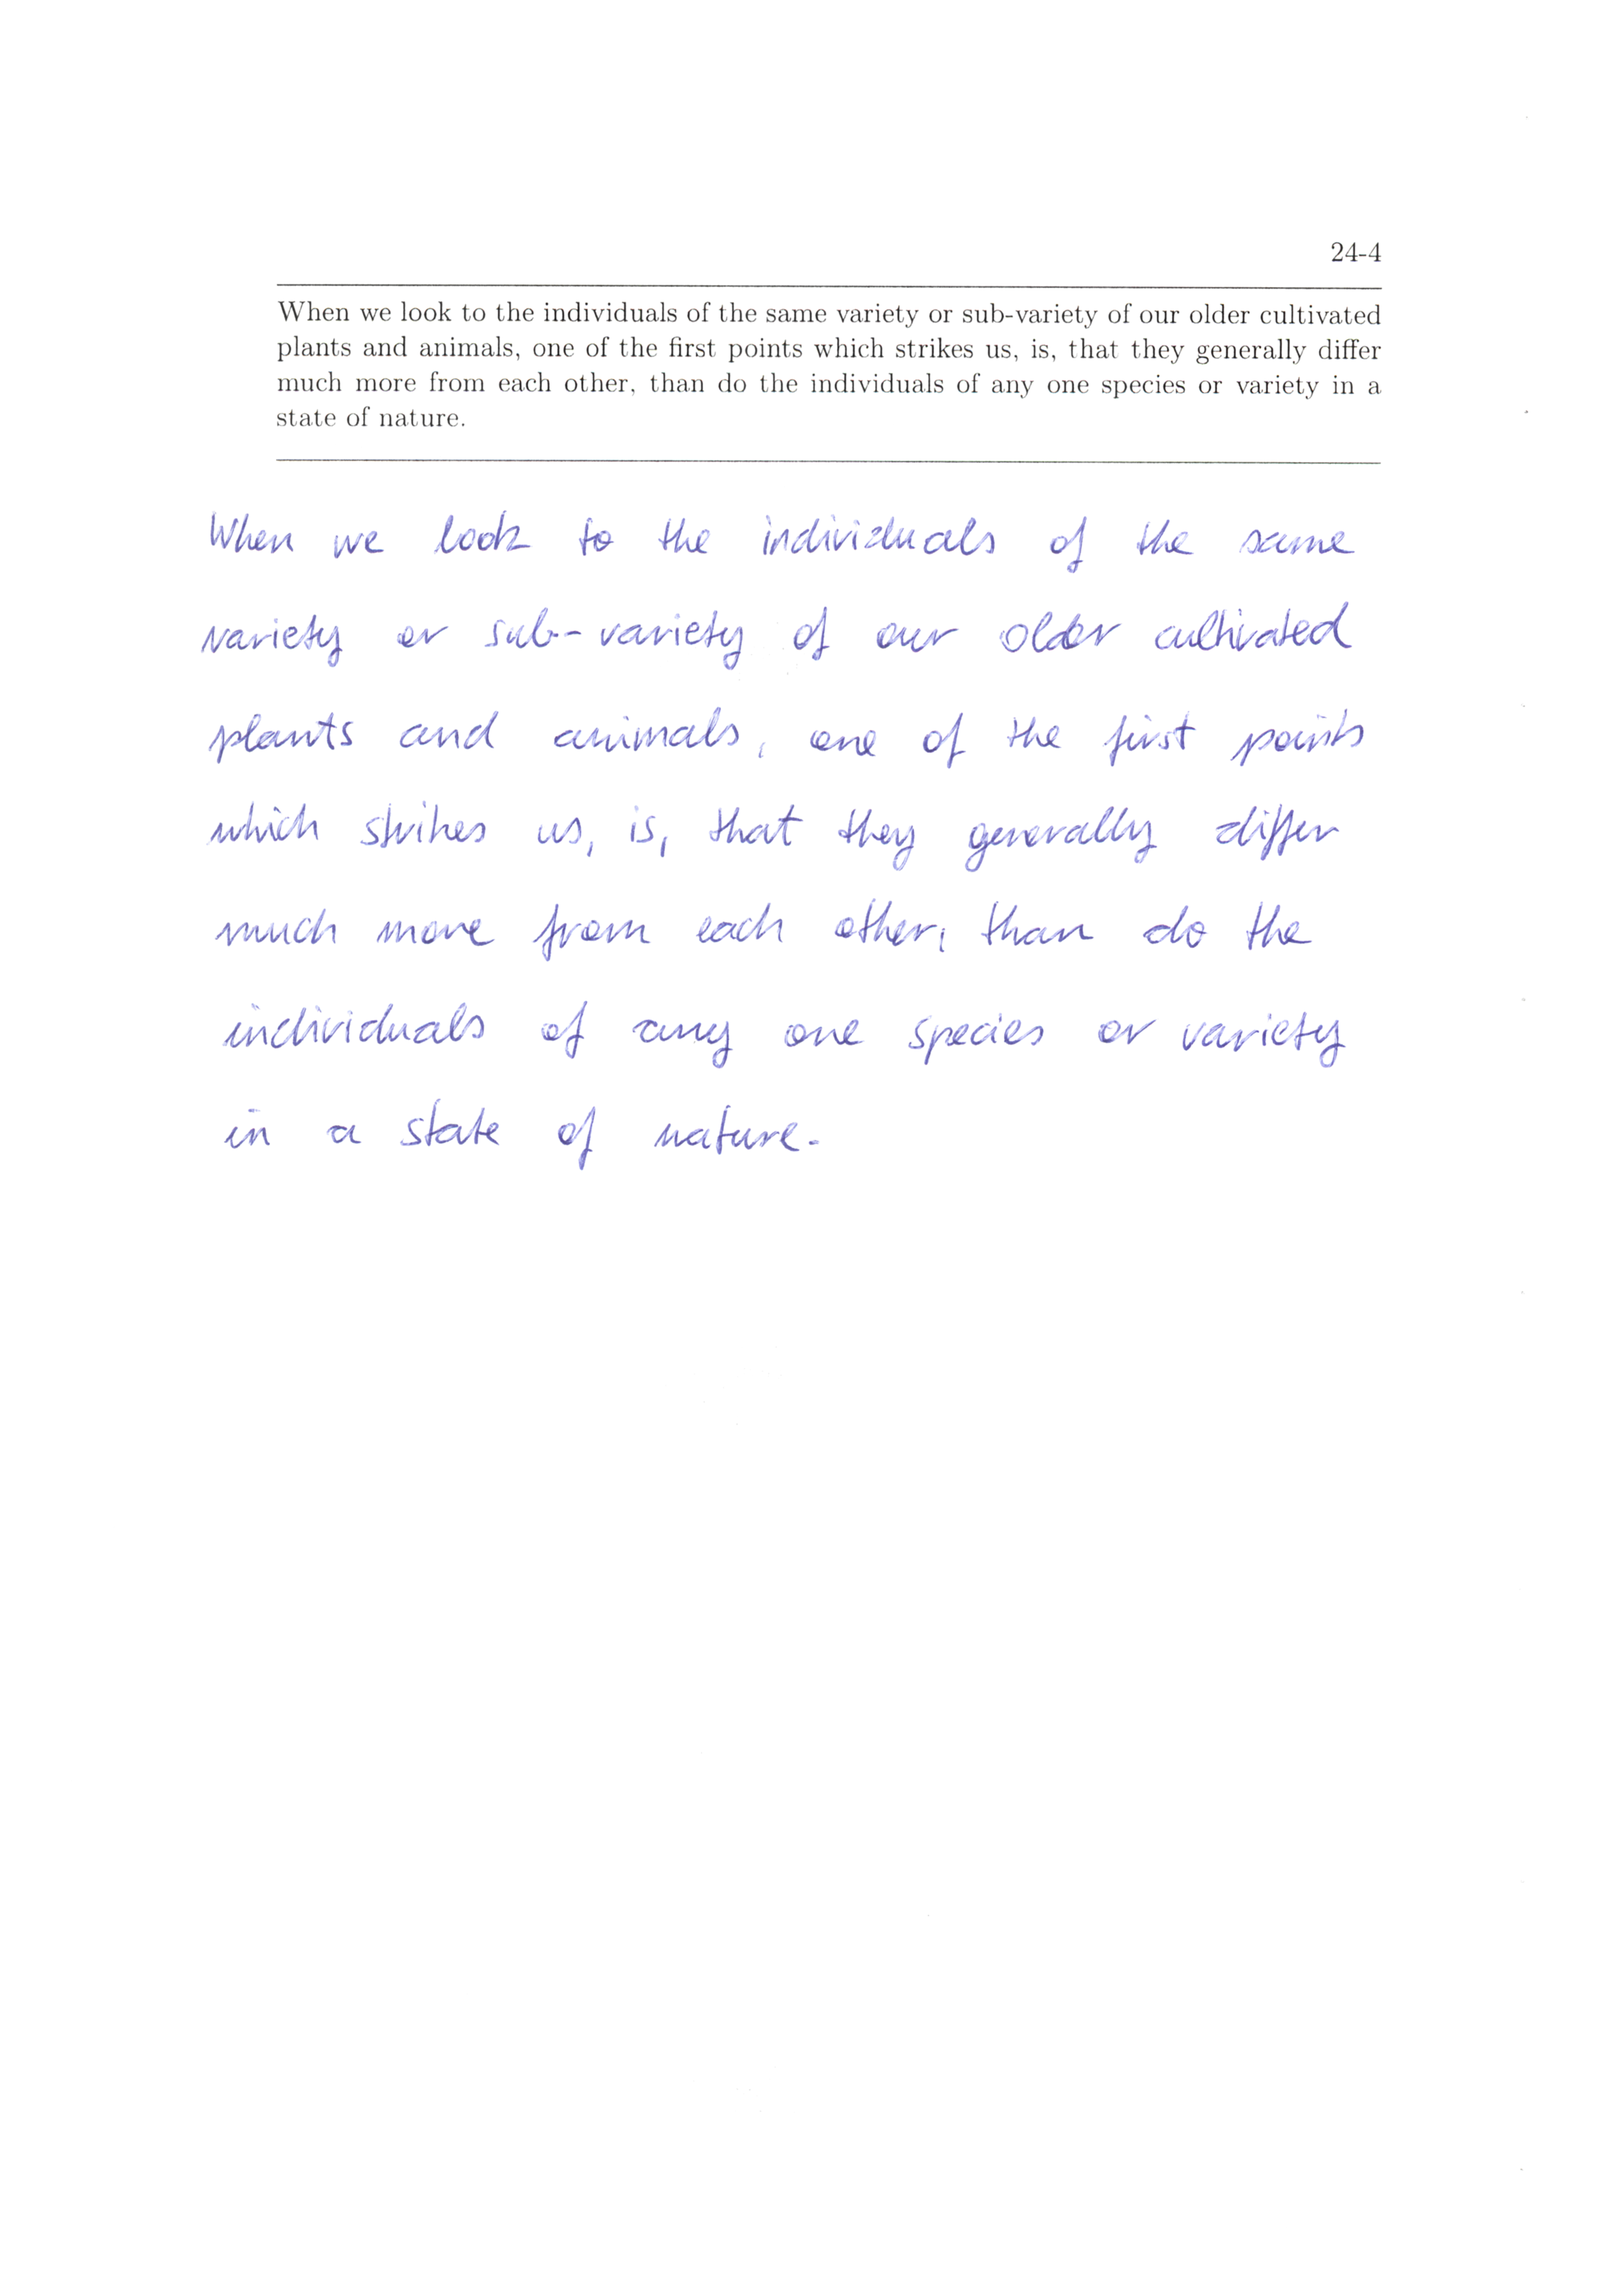 24-4
When we look to the individuals of the same variety or sub-variety of our older cultivated
plants and animals, one of the first points which strikes us, is, that they generally differ
much more from each other, than do the individuals of any one species or variety in a
state of nature.
When we look to the individuals of the same
variety or sub-variety of our older cultivated
plants and animals, one of the first points
which strikes us, is, that they generally differ
much more from each other, than do the
individuals of any one species or variety
in a state of nature.